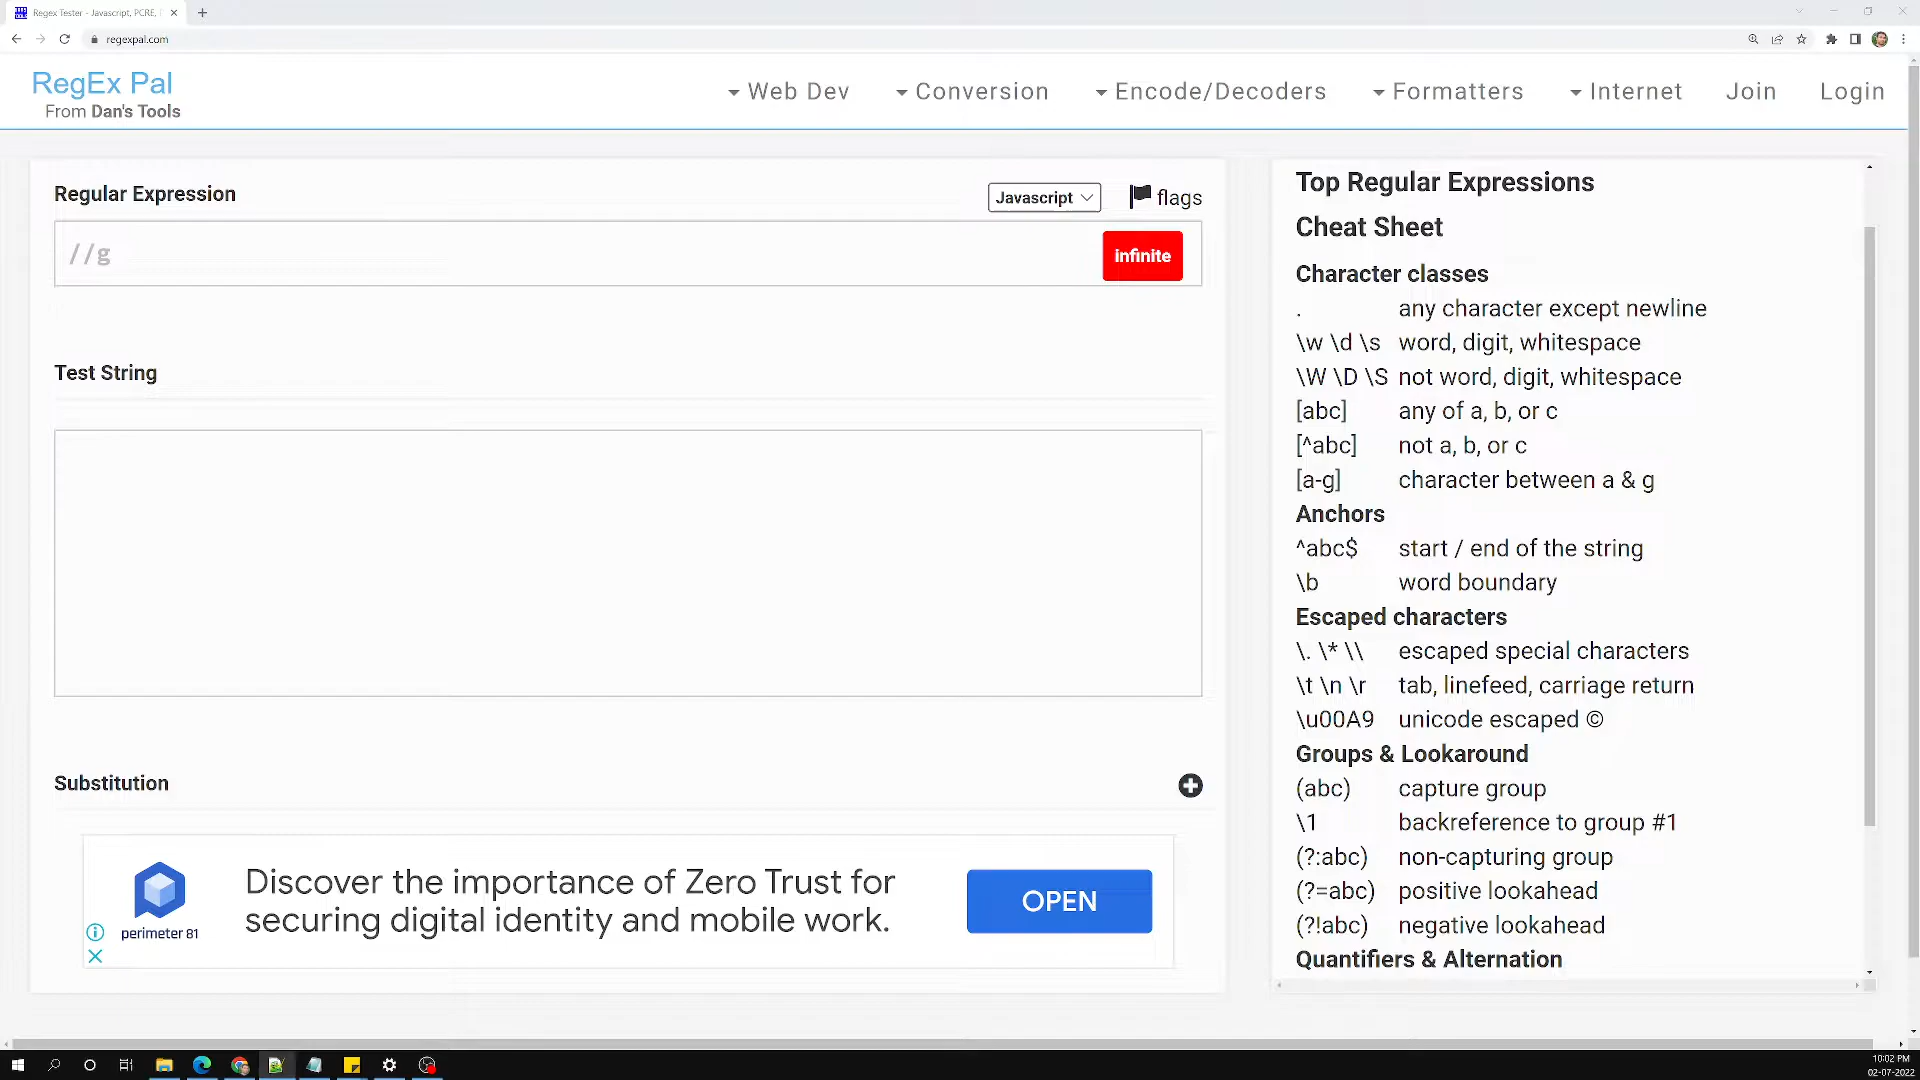 Regex Tester - Javascript, PCRE,
regexpal.com
RegEx Pal
From Dan's Tools
Web Dev
Conversion
Encode/Decoders
Formatters
Internet
Join
Login
Regular Expression
Javascript
flags
//g
infinite
Test String
Substitution
perimeter 81
Discover the importance of Zero Trust for
securing digital identity and mobile work.
OPEN
Top Regular Expressions
Cheat Sheet
Character classes
. any character except newline
\w \d \s word, digit, whitespace
\W \D \S not word, digit, whitespace
[abc] any of a, b, or c
[^abc] not a, b, or c
[a-g] character between a & g
Anchors
^abc$ start / end of the string
\b word boundary
Escaped characters
\. \* \\ escaped special characters
\t \n \r tab, linefeed, carriage return
\u00A9 unicode escaped ©
Groups & Lookaround
(abc) capture group
\1 backreference to group #1
(?:abc) non-capturing group
(?=abc) positive lookahead
(?!abc) negative lookahead
Quantifiers & Alternation
10:02 PM
02-07-2022